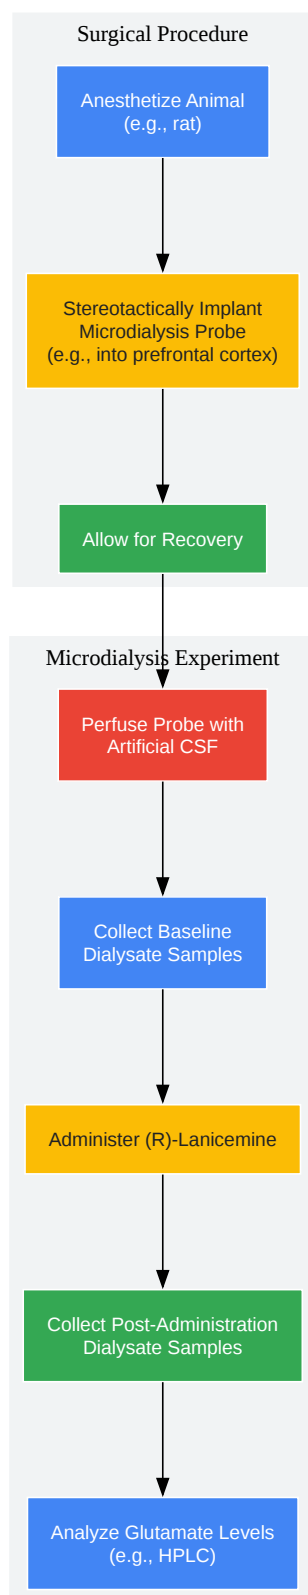 Surgical Procedure
Anesthetize Animal
(e.g., rat)
Stereotactically Implant
Microdialysis Probe
(e.g., into prefrontal cortex)
Allow for Recovery
Microdialysis Experiment
Perfuse Probe with
Artificial CSF
Collect Baseline
Dialysate Samples
Administer (R)-Lanicemine
Collect Post-Administration
Dialysate Samples
Analyze Glutamate Levels
(e.g., HPLC)